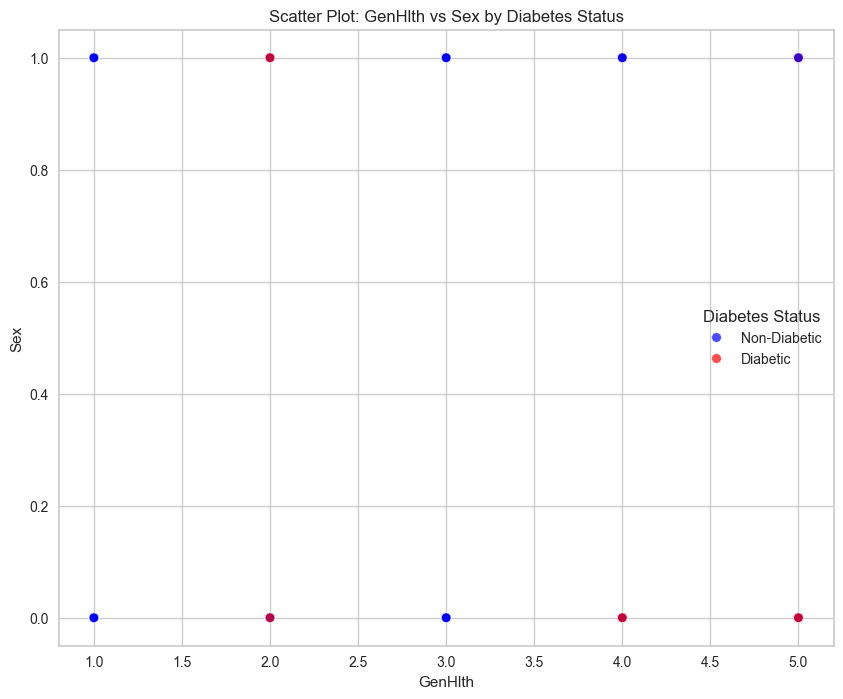 Scatter Plot: GenHlth vs Sex by Diabetes Status
1.0
0.8
0.6
0.4
0.2
0.0
Sex
Diabetes Status
Non-Diabetic
Diabetic
1.0 1.5 2.0 2.5 3.0 3.5 4.0 4.5 5.0
GenHlth